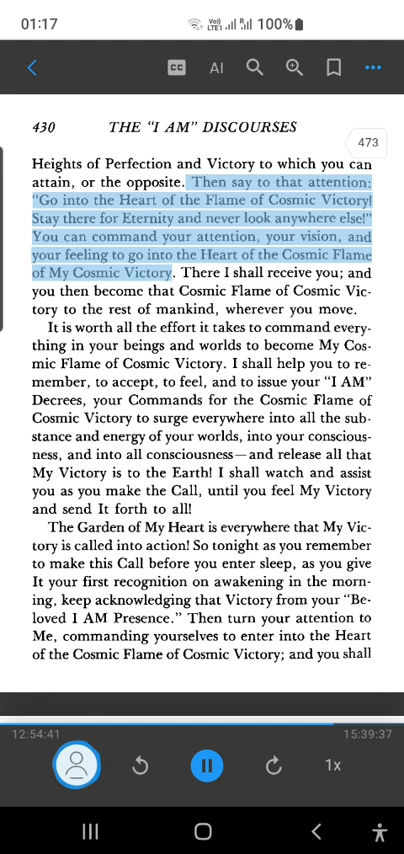 01:17
Vo) LTE1 R 100%
CC AI
430 THE "I AM" DISCOURSES
473
Heights of Perfection and Victory to which you can
attain, or the opposite. Then say to that attention:
"Go into the Heart of the Flame of Cosmic Victory!
Stay there for Eternity and never look anywhere else!"
You can command your attention, your vision, and
your feeling to go into the Heart of the Cosmic Flame
of My Cosmic Victory. There I shall receive you; and
you then become that Cosmic Flame of Cosmic Vic-
tory to the rest of mankind, wherever you move.
It is worth all the effort it takes to command every-
thing in your beings and worlds to become My Cos-
mic Flame of Cosmic Victory. I shall help you to re-
member, to accept, to feel, and to issue your "I AM"
Decrees, your Commands for the Cosmic Flame of
Cosmic Victory to surge everywhere into all the sub-
stance and energy of your worlds, into your conscious-
ness, and into all consciousness—and release all that
My Victory is to the Earth! I shall watch and assist
you as you make the Call, until you feel My Victory
and send It forth to all!
The Garden of My Heart is everywhere that My Vic-
tory is called into action! So tonight as you remember
to make this Call before you enter sleep, as you give
It your first recognition on awakening in the morn-
ing, keep acknowledging that Victory from your "Be-
loved I AM Presence." Then turn your attention to
Me, commanding yourselves to enter into the Heart
of the Cosmic Flame of Cosmic Victory; and you shall
12:54:41 15:39:37
1x